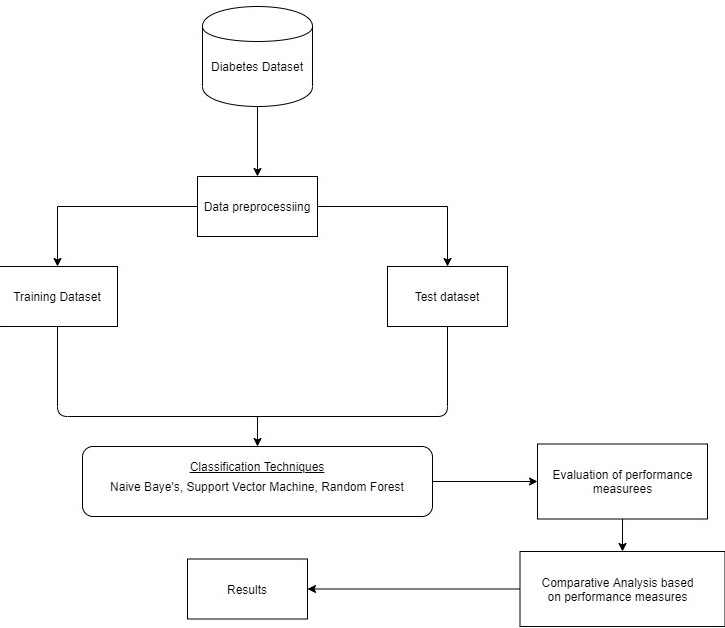 Diabetes Dataset
Data preprocessiing
Training Dataset
Test dataset
Classification Techniques
Naive Baye's, Support Vector Machine, Random Forest
Evaluation of performance
measurees
Comparative Analysis based
on performance measures
Results